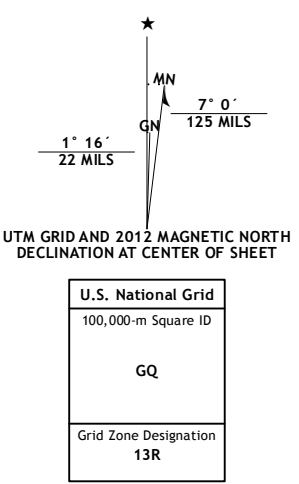 ★
MN
7° 0´
125 MILS
GN
1° 16´
22 MILS
UTM GRID AND 2012 MAGNETIC NORTH
DECLINATION AT CENTER OF SHEET
U.S. National Grid
100,000-m Square ID
GQ
Grid Zone Designation
13R